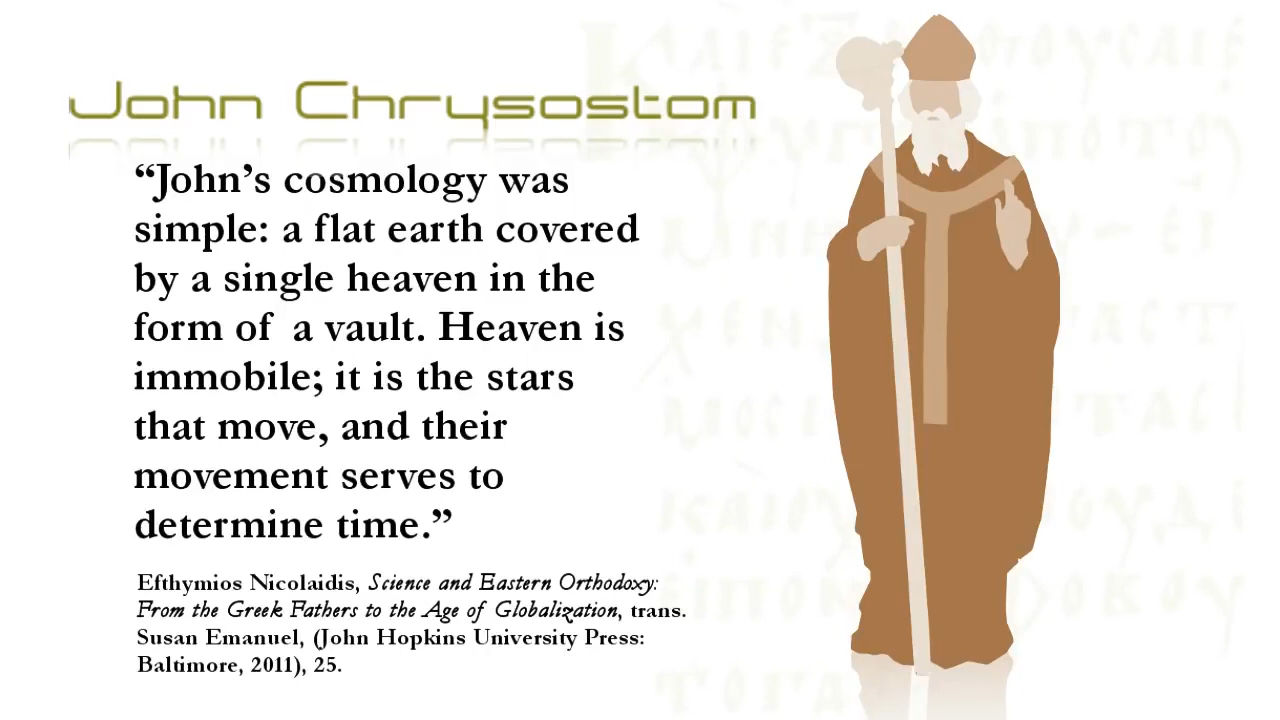 John Chrysostom
“John’s cosmology was
simple: a flat earth covered
by a single heaven in the
form of a vault. Heaven is
immobile; it is the stars
that move, and their
movement serves to
determine time.”
Efthymios Nicolaidis, Science and Eastern Orthodoxy:
From the Greek Fathers to the Age of Globalization, trans.
Susan Emanuel, (John Hopkins University Press:
Baltimore, 2011), 25.